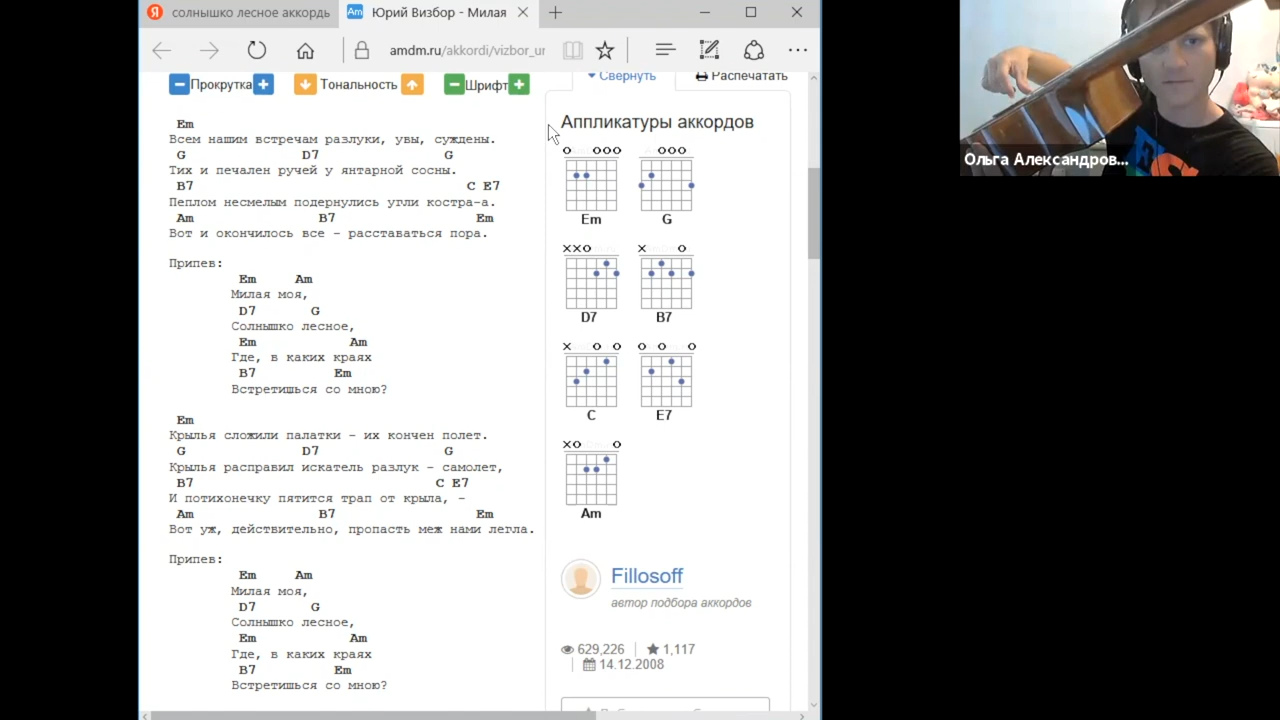 солнышко лесное аккордь
Am Юрий Визбор - Милая
amdm.ru/akkordi/vizbor_ur
Прокрутка
Тональность
Шрифт
Свернуть
Распечатать
Em
Всем нашим встречам разлуки, увы, суждены.
G D7 G
Тих и печален ручей у янтарной сосны.
B7 C E7
Пеплом несмелым подернулись угли костра-а.
Am B7 Em
Вот и окончилось все - расставаться пора.
Припев:
Em Am
Милая моя,
D7 G
Солнышко лесное,
Em Am
Где, в каких краях
B7 Em
Встретишься со мною?
Em
Крылья сложили палатки - их кончен полет.
G D7 G
Крылья расправил искатель разлук - самолет,
B7 C E7
И потихонечку пятится трап от крыла, -
Am B7 Em
Вот уж, действительно, пропасть меж нами легла.
Припев:
Em Am
Милая моя,
D7 G
Солнышко лесное,
Em Am
Где, в каких краях
B7 Em
Встретишься со мною?
Аппликатуры аккордов
Em G
D7 B7
C E7
Am
Fillosoff
автор подбора аккордов
629,226 1,117
14.12.2008
Ольга Александров...